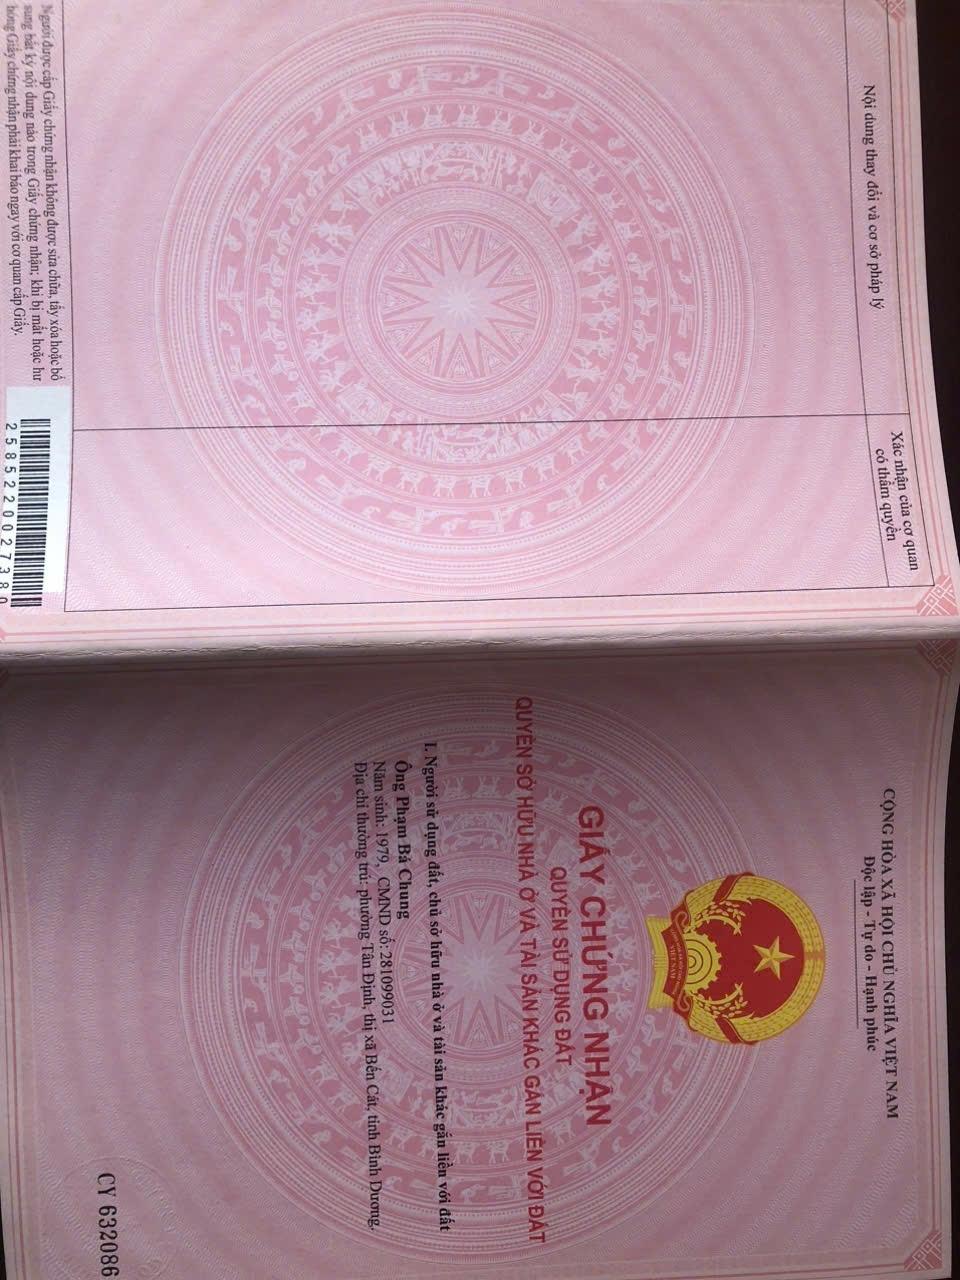 Nội dung thay đổi và cơ sở pháp lý
Xác nhận của cơ quan
có thẩm quyền
Người được cấp Giấy chứng nhận không được sửa chữa, tẩy xóa hoặc bổ
sung bất kỳ nội dung nào trong Giấy chứng nhận; khi bị mất hoặc hư
hỏng Giấy chứng nhận phải khai báo ngay với cơ quan cấp Giấy.
CỘNG HÒA XÃ HỘI CHỦ NGHĨA VIỆT NAM
Độc lập - Tự do - Hạnh phúc
VIỆT NAM
GIẤY CHỨNG NHẬN
QUYỀN SỬ DỤNG ĐẤT
QUYỀN SỞ HỮU NHÀ Ở VÀ TÀI SẢN KHÁC GẮN LIỀN VỚI ĐẤT
I. Người sử dụng đất, chủ sở hữu nhà ở và tài sản khác gắn liền với đất
Ông Phạm Bá Chung
Năm sinh: 1979, CMND số: 281099031
Địa chỉ thường trú: phường Tân Định, thị xã Bến Cát, tỉnh Bình Dương.
CY 632086